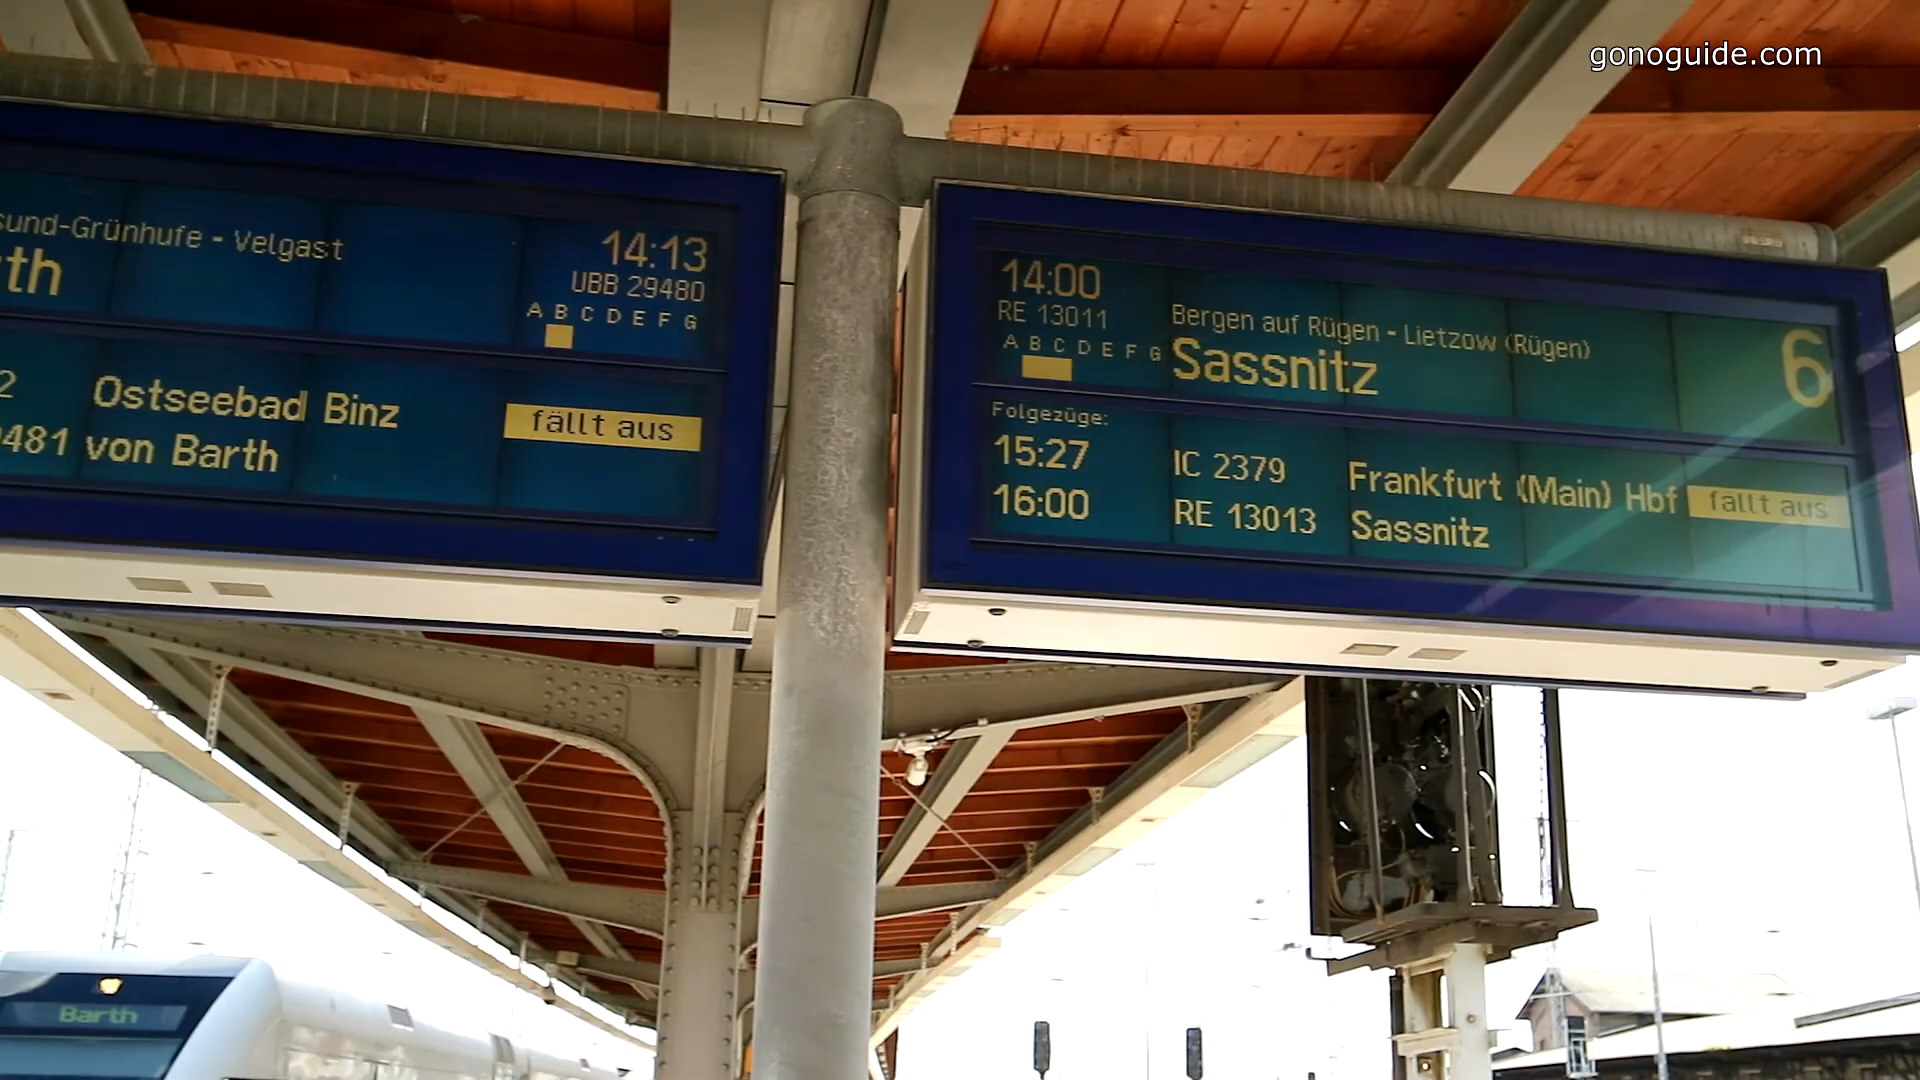 gonoguide.com
sund-Grünhufe - Velgast
14:13
rth
UBB 29480
A B C D E F G
2 Ostseebad Binz fällt aus
481 von Barth
14:00
RE 13011 Bergen auf Rügen - Lietzow (Rügen)
A B C D E F G Sassnitz
6
Folgezüge:
15:27 IC 2379 Frankfurt (Main) Hbf fällt aus
16:00 RE 13013 Sassnitz
Barth